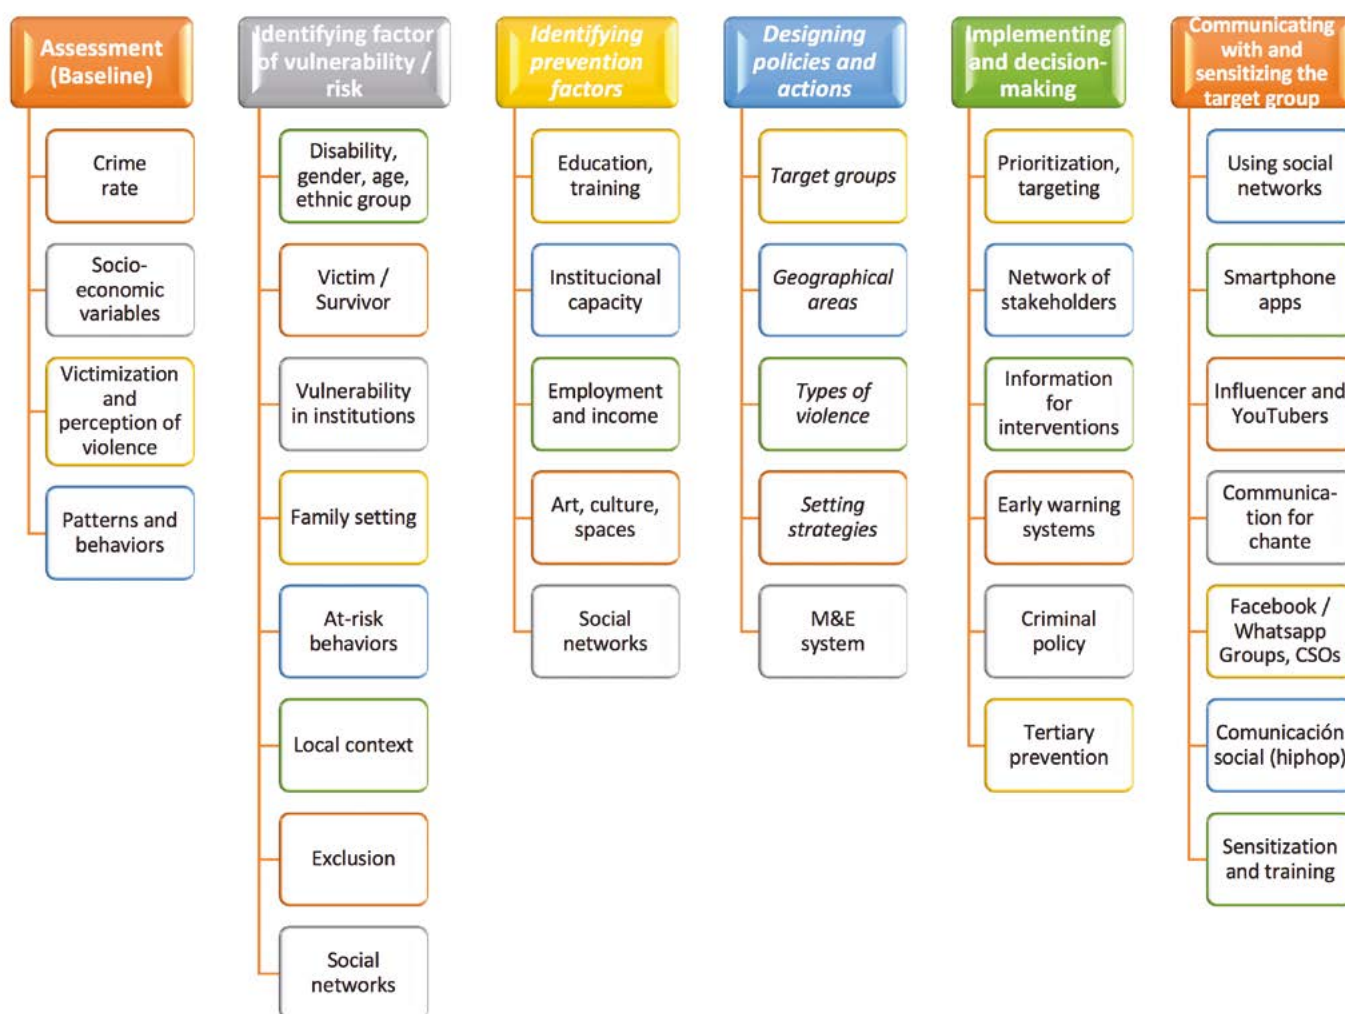 Assessment
(Baseline)
Crime
rate
Socio-
economic
variables
Victimization
and
perception of
violence
Patterns and
behaviors
Identifying factor
of vulnerability /
risk
Disability,
gender, age,
ethnic group
Victim /
Survivor
Vulnerability
in institutions
Family setting
At-risk
behaviors
Local context
Exclusion
Social
networks
Identifying
prevention
factors
Education,
training
Institucional
capacity
Employment
and income
Art, culture,
spaces
Social
networks
Designing
policies and
actions
Target groups
Geographical
areas
Types of
violence
Setting
strategies
M&E
system
Implementing
and decision-
making
Prioritization,
targeting
Network of
stakeholders
Information
for
interventions
Early warning
systems
Criminal
policy
Tertiary
prevention
Communicating
with and
sensitizing the
target group
Using social
networks
Smartphone
apps
Influencer and
YouTubers
Communica-
tion for
chante
Facebook /
Whatsapp
Groups, CSOs
Comunicación
social (hiphop)
Sensitization
and training